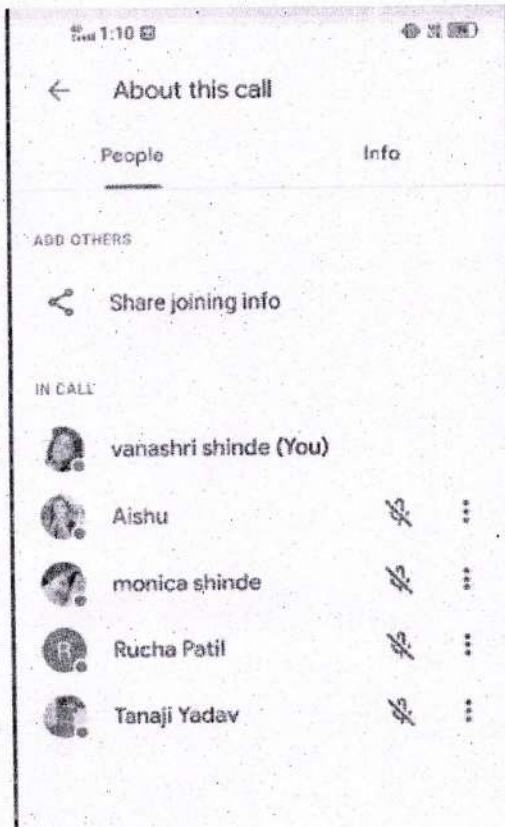 1:10
About this call
People Info
ADD OTHERS
Share joining info
IN CALL
vanashri shinde (You)
Aishu
monica shinde
R Rucha Patil
Tanaji Yadav